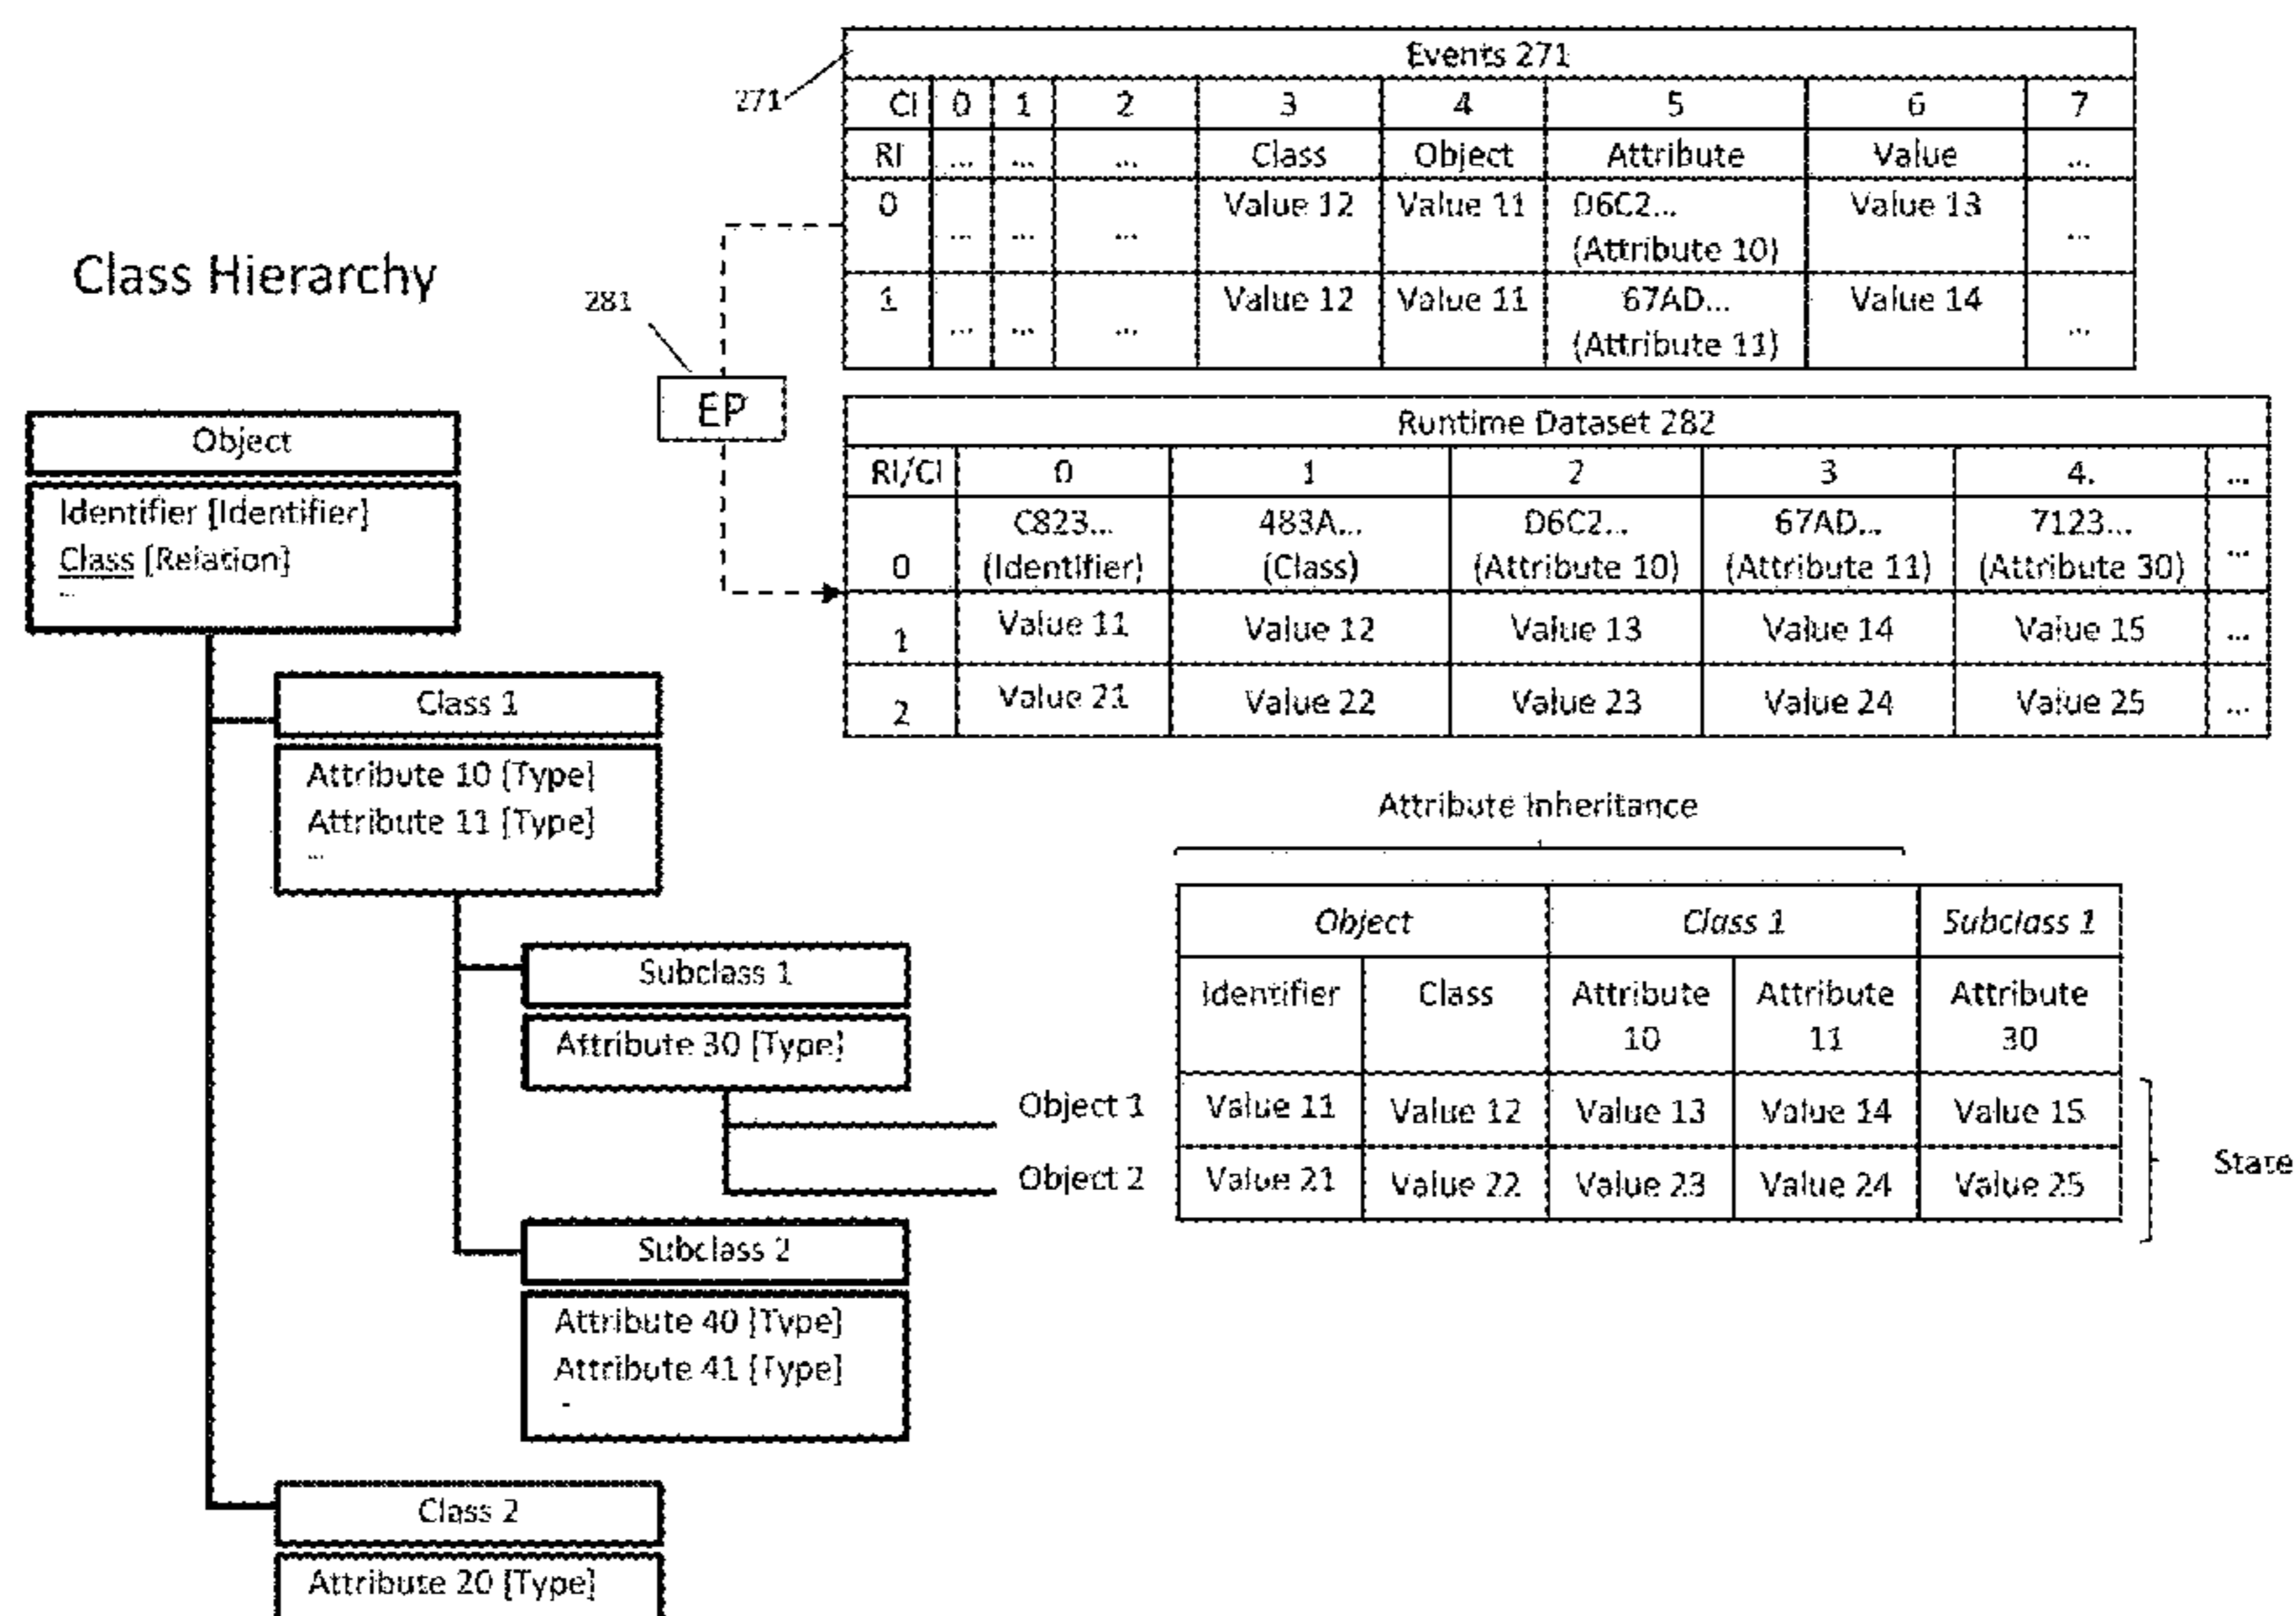 Class Hierarchy
Object
Identifier [Identifier]
Class [Relation]
...
Class 1
Attribute 10 [Type]
Attribute 11 [Type]
...
Subclass 1
Attribute 30 [Type]
Object 1
Object 2
Subclass 2
Attribute 40 [Type]
Attribute 41 [Type]
-
Class 2
Attribute 20 [Type]
271
Events 271
CI 0 1 2 3 4 5 6 7
RI ... ... ... Class Object Attribute Value ...
0 ... ... ... Value 12 Value 11 D6C2... (Attribute 10) Value 13 ...
1 ... ... ... Value 12 Value 11 67AD... (Attribute 11) Value 14 ...
281
EP
Runtime Dataset 282
RI/CI 0 1 2 3 4. ...
0 C823... (Identifier) 483A... (Class) D6C2... (Attribute 10) 67AD... (Attribute 11) 7123... (Attribute 30) ...
1 Value 11 Value 12 Value 13 Value 14 Value 15 ...
2 Value 21 Value 22 Value 23 Value 24 Value 25 ...
Attribute Inheritance
Object Class 1 Subclass 1
Identifier Class Attribute 10 Attribute 11 Attribute 30
Value 11 Value 12 Value 13 Value 14 Value 15
Value 21 Value 22 Value 23 Value 24 Value 25
State